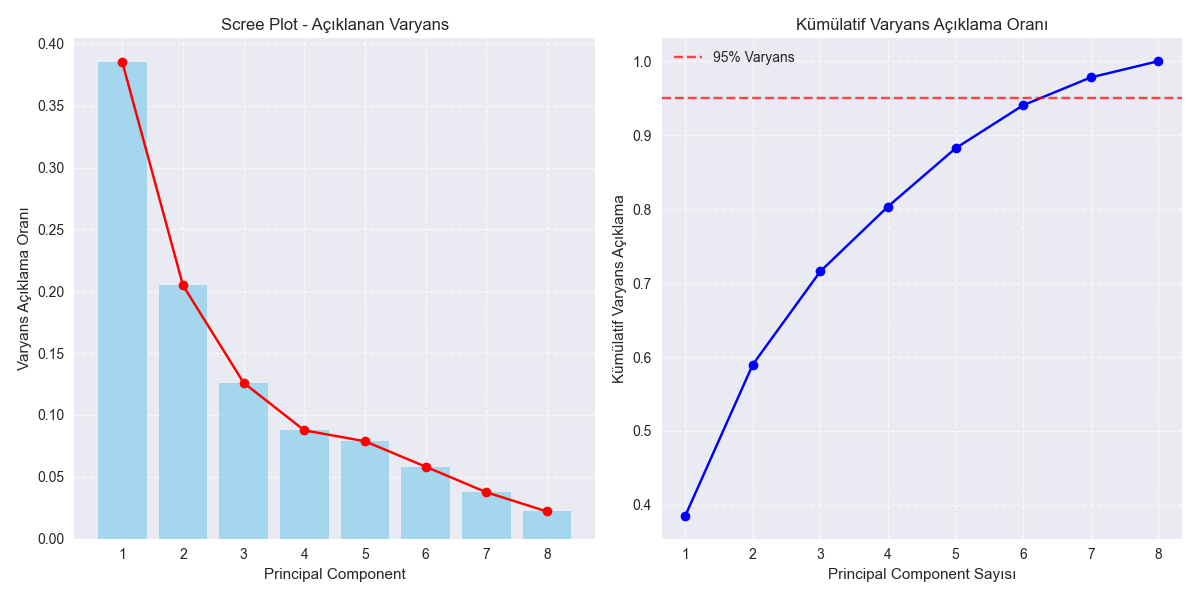 Scree Plot - Açıklanan Varyans
0.40
0.35
0.30
0.25
0.20
0.15
0.10
0.05
0.00
Varyans Açıklama Oranı
1 2 3 4 5 6 7 8
Principal Component
Kümülatif Varyans Açıklama Oranı
95% Varyans
1.0
0.9
0.8
0.7
0.6
0.5
0.4
Kümülatif Varyans Açıklama
1 2 3 4 5 6 7 8
Principal Component Sayısı